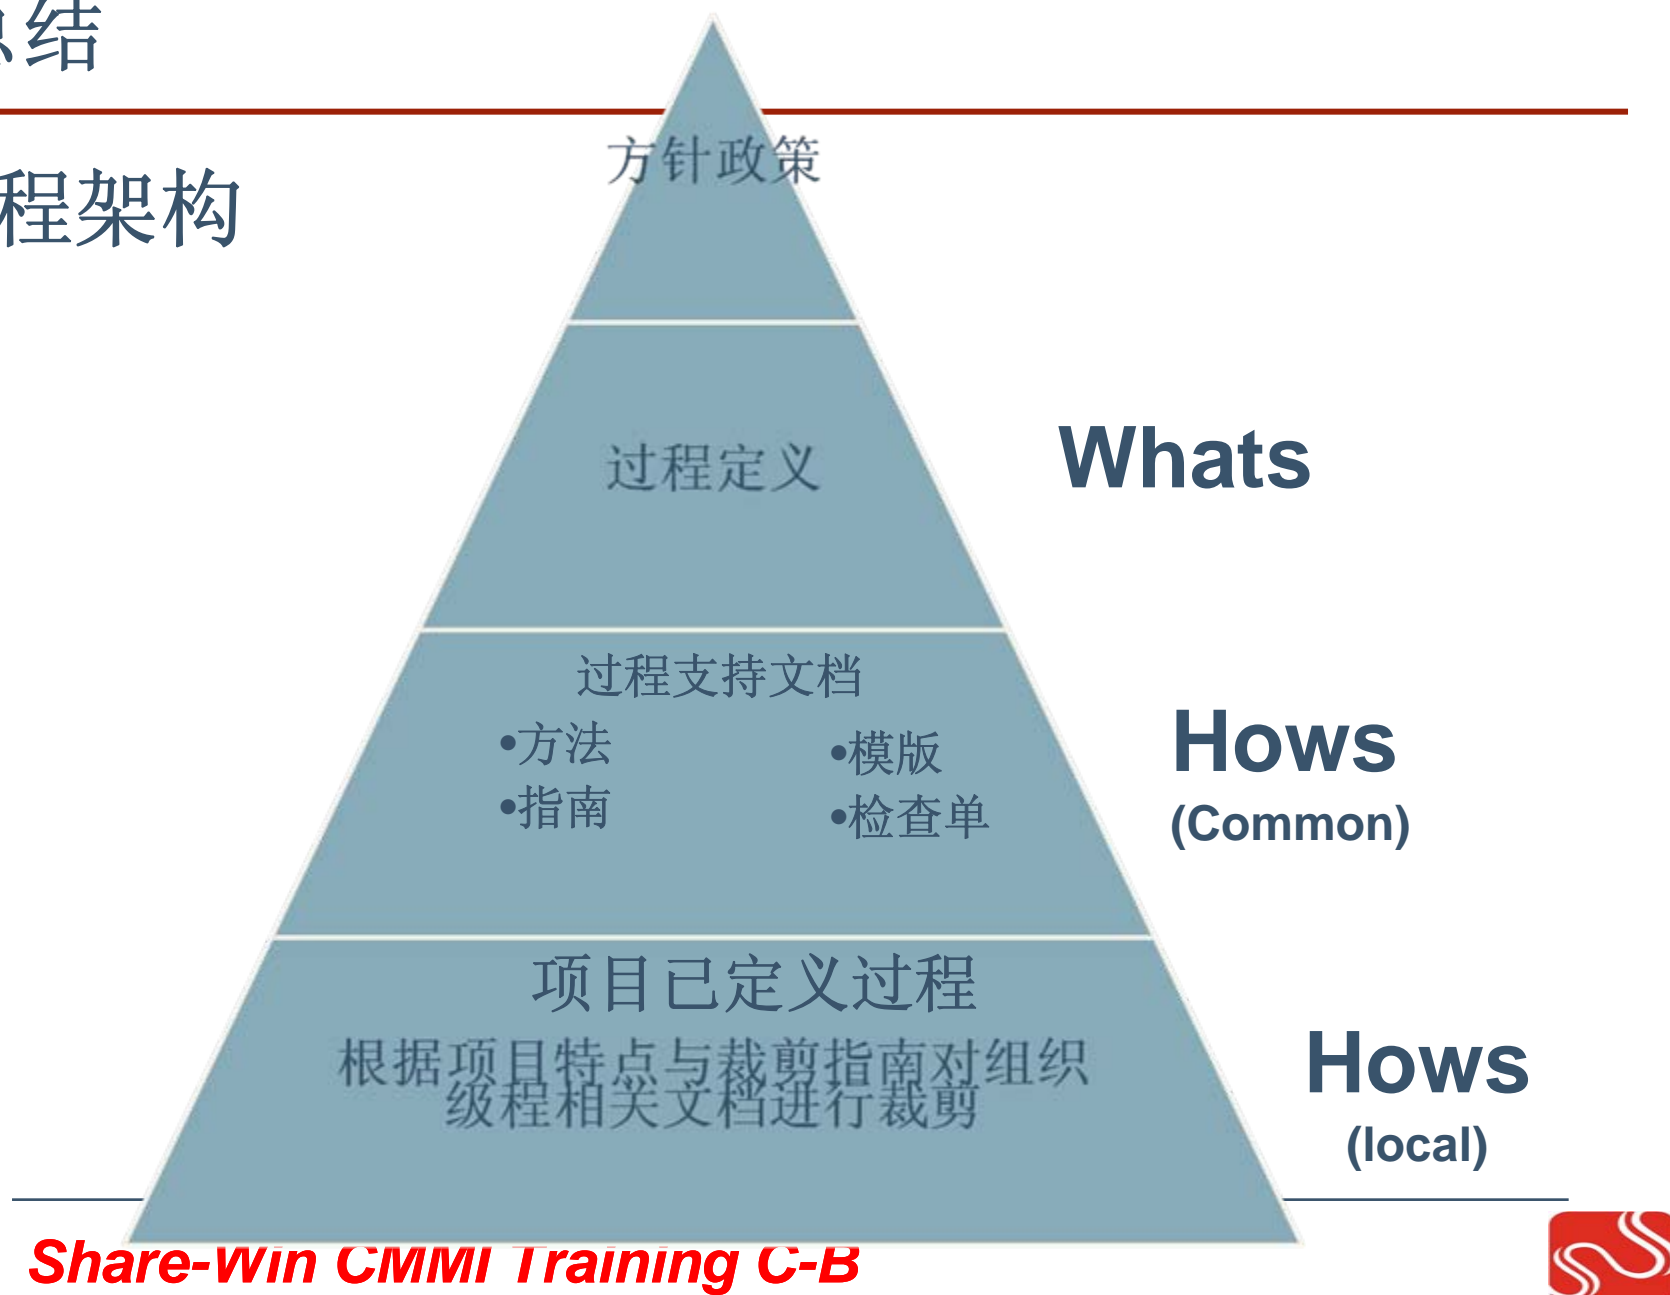 总结
程架构
方针政策
过程定义
Whats
过程支持文档
•方法
•模版
•指南
•检查单
Hows
(Common)
项目已定义过程
根据项目特点与裁剪指南对组织
级程相关文档进行裁剪
Hows
(local)
Share-Win CMMI Training C-B